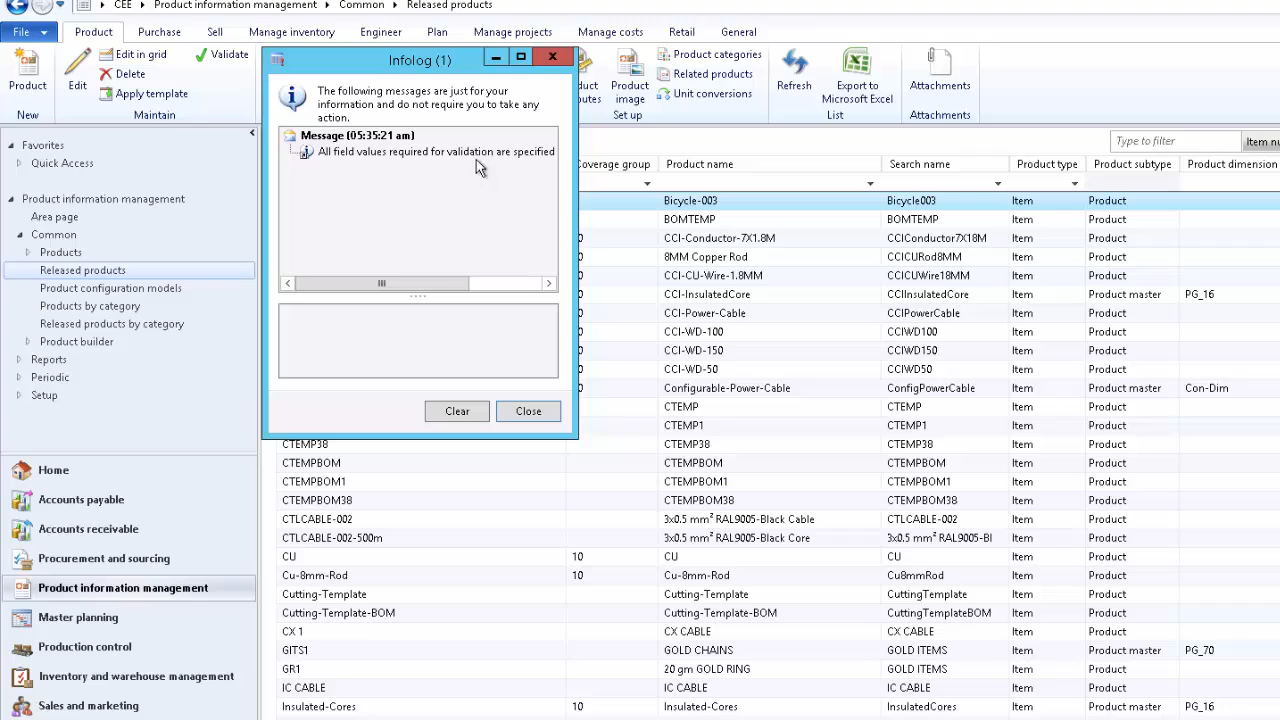 CEE Product information management Common Released products
File Product Purchase Sell Manage inventory Engineer Plan Manage projects Manage costs Retail General
Product
New
Edit
Edit in grid
Delete
Apply template
Validate
Maintain
Product image
Product categories
Related products
Unit conversions
Set up
Refresh
Export to Microsoft Excel
List
Attachments
Attachments
Infolog (1)
The following messages are just for your
information and do not require you to take any
action.
Message (05:35:21 am)
All field values required for validation are specified
Clear Close
Favorites
Quick Access
Product information management
Area page
Common
Products
Released products
Product configuration models
Products by category
Released products by category
Product builder
Reports
Periodic
Setup
Home
Accounts payable
Accounts receivable
Procurement and sourcing
Product information management
Master planning
Production control
Inventory and warehouse management
Sales and marketing
Type to filter
Coverage group Product name Search name Product type Product subtype Product dimension
Bicycle-003 Bicycle003 Item Product
BOMTEMP BOMTEMP Item Product
CCI-Conductor-7X1.8M CCIConductor7X18M Item Product
8MM Copper Rod CCICURod8MM Item Product
CCI-CU-Wire-1.8MM CCICUWire18MM Item Product
CCI-InsulatedCore CCIInsulatedCore Item Product master PG_16
CCI-Power-Cable CCIPowerCable Item Product
CCI-WD-100 CCIWD100 Item Product
CCI-WD-150 CCIWD150 Item Product
CCI-WD-50 CCIWD50 Item Product
Configurable-Power-Cable ConfigPowerCable Item Product master Con-Dim
CTEMP CTEMP Item Product
CTEMP1 CTEMP1 Item Product
CTEMP38 CTEMP38 CTEMP38 Item Product
CTEMPBOM CTEMPBOM CTEMPBOM Item Product
CTEMPBOM1 CTEMPBOM1 CTEMPBOM1 Item Product
CTEMPBOM38 CTEMPBOM38 CTEMPBOM38 Item Product
CTLCABLE-002 3x0.5 mm² RAL9005-Black Cable CTLCABLE-002 Item Product
CTLCABLE-002-500m 3x0.5 mm² RAL9005-Black Core 3x0.5 mm² RAL9005-Bl Item Product
CU 10 CU CU Item Product
Cu-8mm-Rod 10 Cu-8mm-Rod Cu8mmRod Item Product
Cutting-Template Cutting-Template CuttingTemplate Item Product
Cutting-Template-BOM Cutting-Template-BOM CuttingTemplateBOM Item Product
CX 1 CX CABLE CX CABLE Item Product
GITS1 GOLD CHAINS GOLD ITEMS Item Product master PG_70
GR1 20 gm GOLD RING GOLD ITEMS Item Product
IC CABLE IC CABLE IC CABLE Item Product
Insulated-Cores 10 Insulated-Cores InsulatedCores Item Product master PG_16